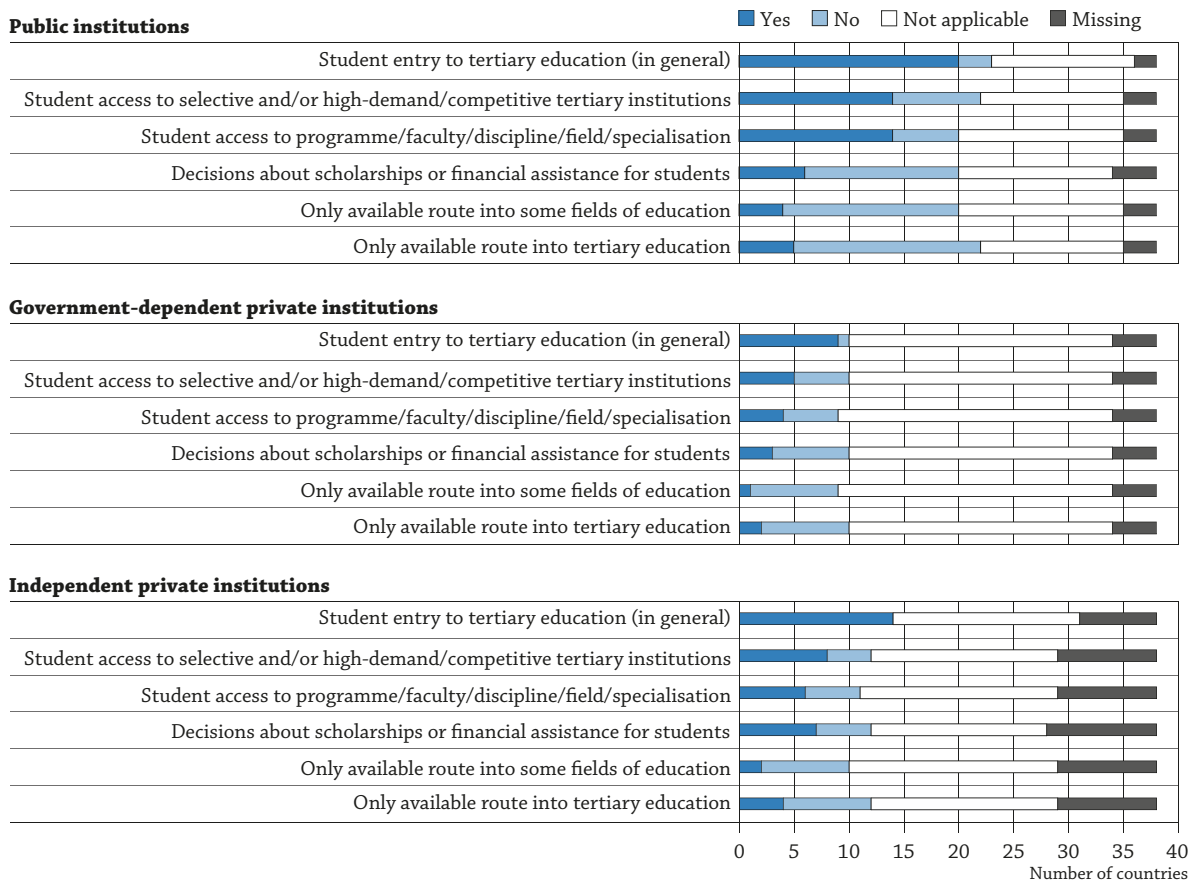 Yes No Not applicable Missing
Public institutions
Student entry to tertiary education (in general)
Student access to selective and/or high-demand/competitive tertiary institutions
Student access to programme/faculty/discipline/field/specialisation
Decisions about scholarships or financial assistance for students
Only available route into some fields of education
Only available route into tertiary education
Government-dependent private institutions
Student entry to tertiary education (in general)
Student access to selective and/or high-demand/competitive tertiary institutions
Student access to programme/faculty/discipline/field/specialisation
Decisions about scholarships or financial assistance for students
Only available route into some fields of education
Only available route into tertiary education
Independent private institutions
Student entry to tertiary education (in general)
Student access to selective and/or high-demand/competitive tertiary institutions
Student access to programme/faculty/discipline/field/specialisation
Decisions about scholarships or financial assistance for students
Only available route into some fields of education
Only available route into tertiary education
0 5 10 15 20 25 30 35 40
Number of countries